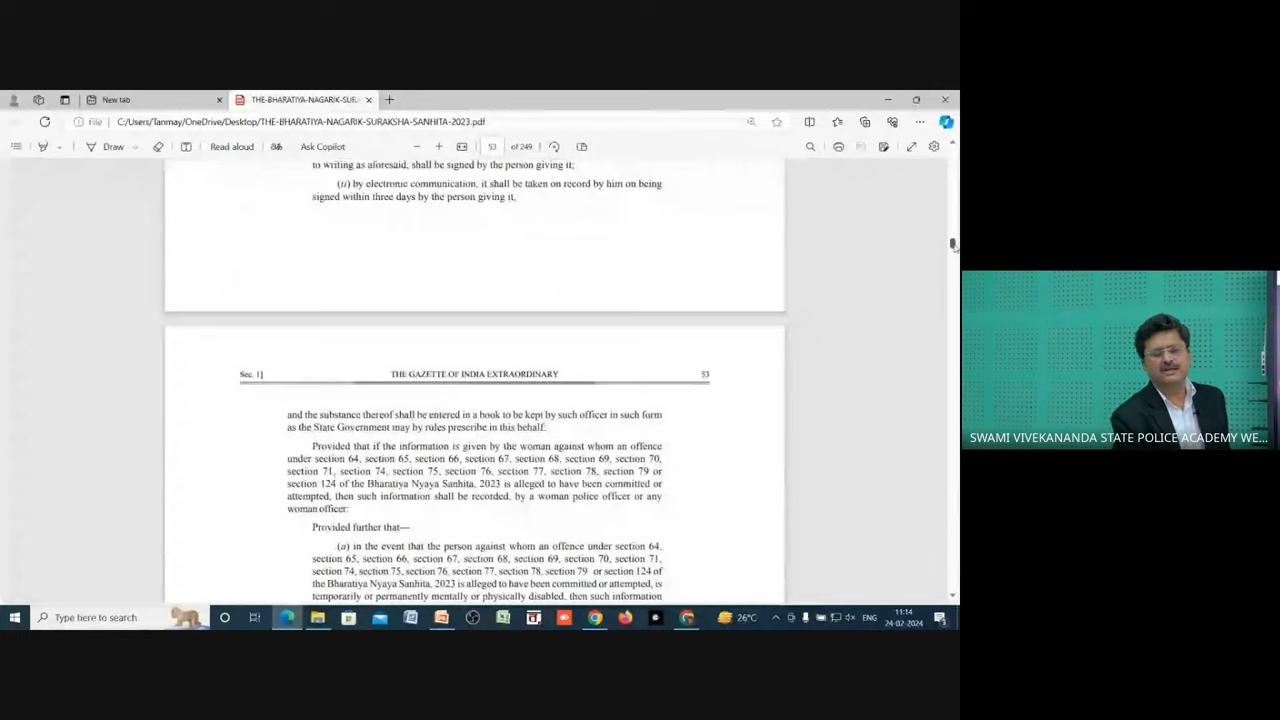 New tab
THE-BHARATIYA-NAGARIK-SURA
File
C:/Users/Tanmay/OneDrive/Desktop/THE-BHARATIYA-NAGARIK-SURAKSHA-SANHITA-2023.pdf
Draw
Read aloud
Ask Copilot
53
of 249
to writing as aforesaid, shall be signed by the person giving it;
(ii) by electronic communication, it shall be taken on record by him on being
signed within three days by the person giving it,
Sec. 1]
THE GAZETTE OF INDIA EXTRAORDINARY
53
and the substance thereof shall be entered in a book to be kept by such officer in such form
as the State Government may by rules prescribe in this behalf:
Provided that if the information is given by the woman against whom an offence
under section 64, section 65, section 66, section 67, section 68, section 69, section 70,
section 71, section 74, section 75, section 76, section 77, section 78, section 79 or
section 124 of the Bharatiya Nyaya Sanhita, 2023 is alleged to have been committed or
attempted, then such information shall be recorded, by a woman police officer or any
woman officer:
Provided further that—
(a) in the event that the person against whom an offence under section 64,
section 65, section 66, section 67, section 68, section 69, section 70, section 71,
section 74, section 75, section 76, section 77, section 78, section 79 or section 124 of
the Bharatiya Nyaya Sanhita, 2023 is alleged to have been committed or attempted, is
temporarily or permanently mentally or physically disabled, then such information
SWAMI VIVEKANANDA STATE POLICE ACADEMY WE...
Type here to search
26°C
ENG
11:14
24-02-2024